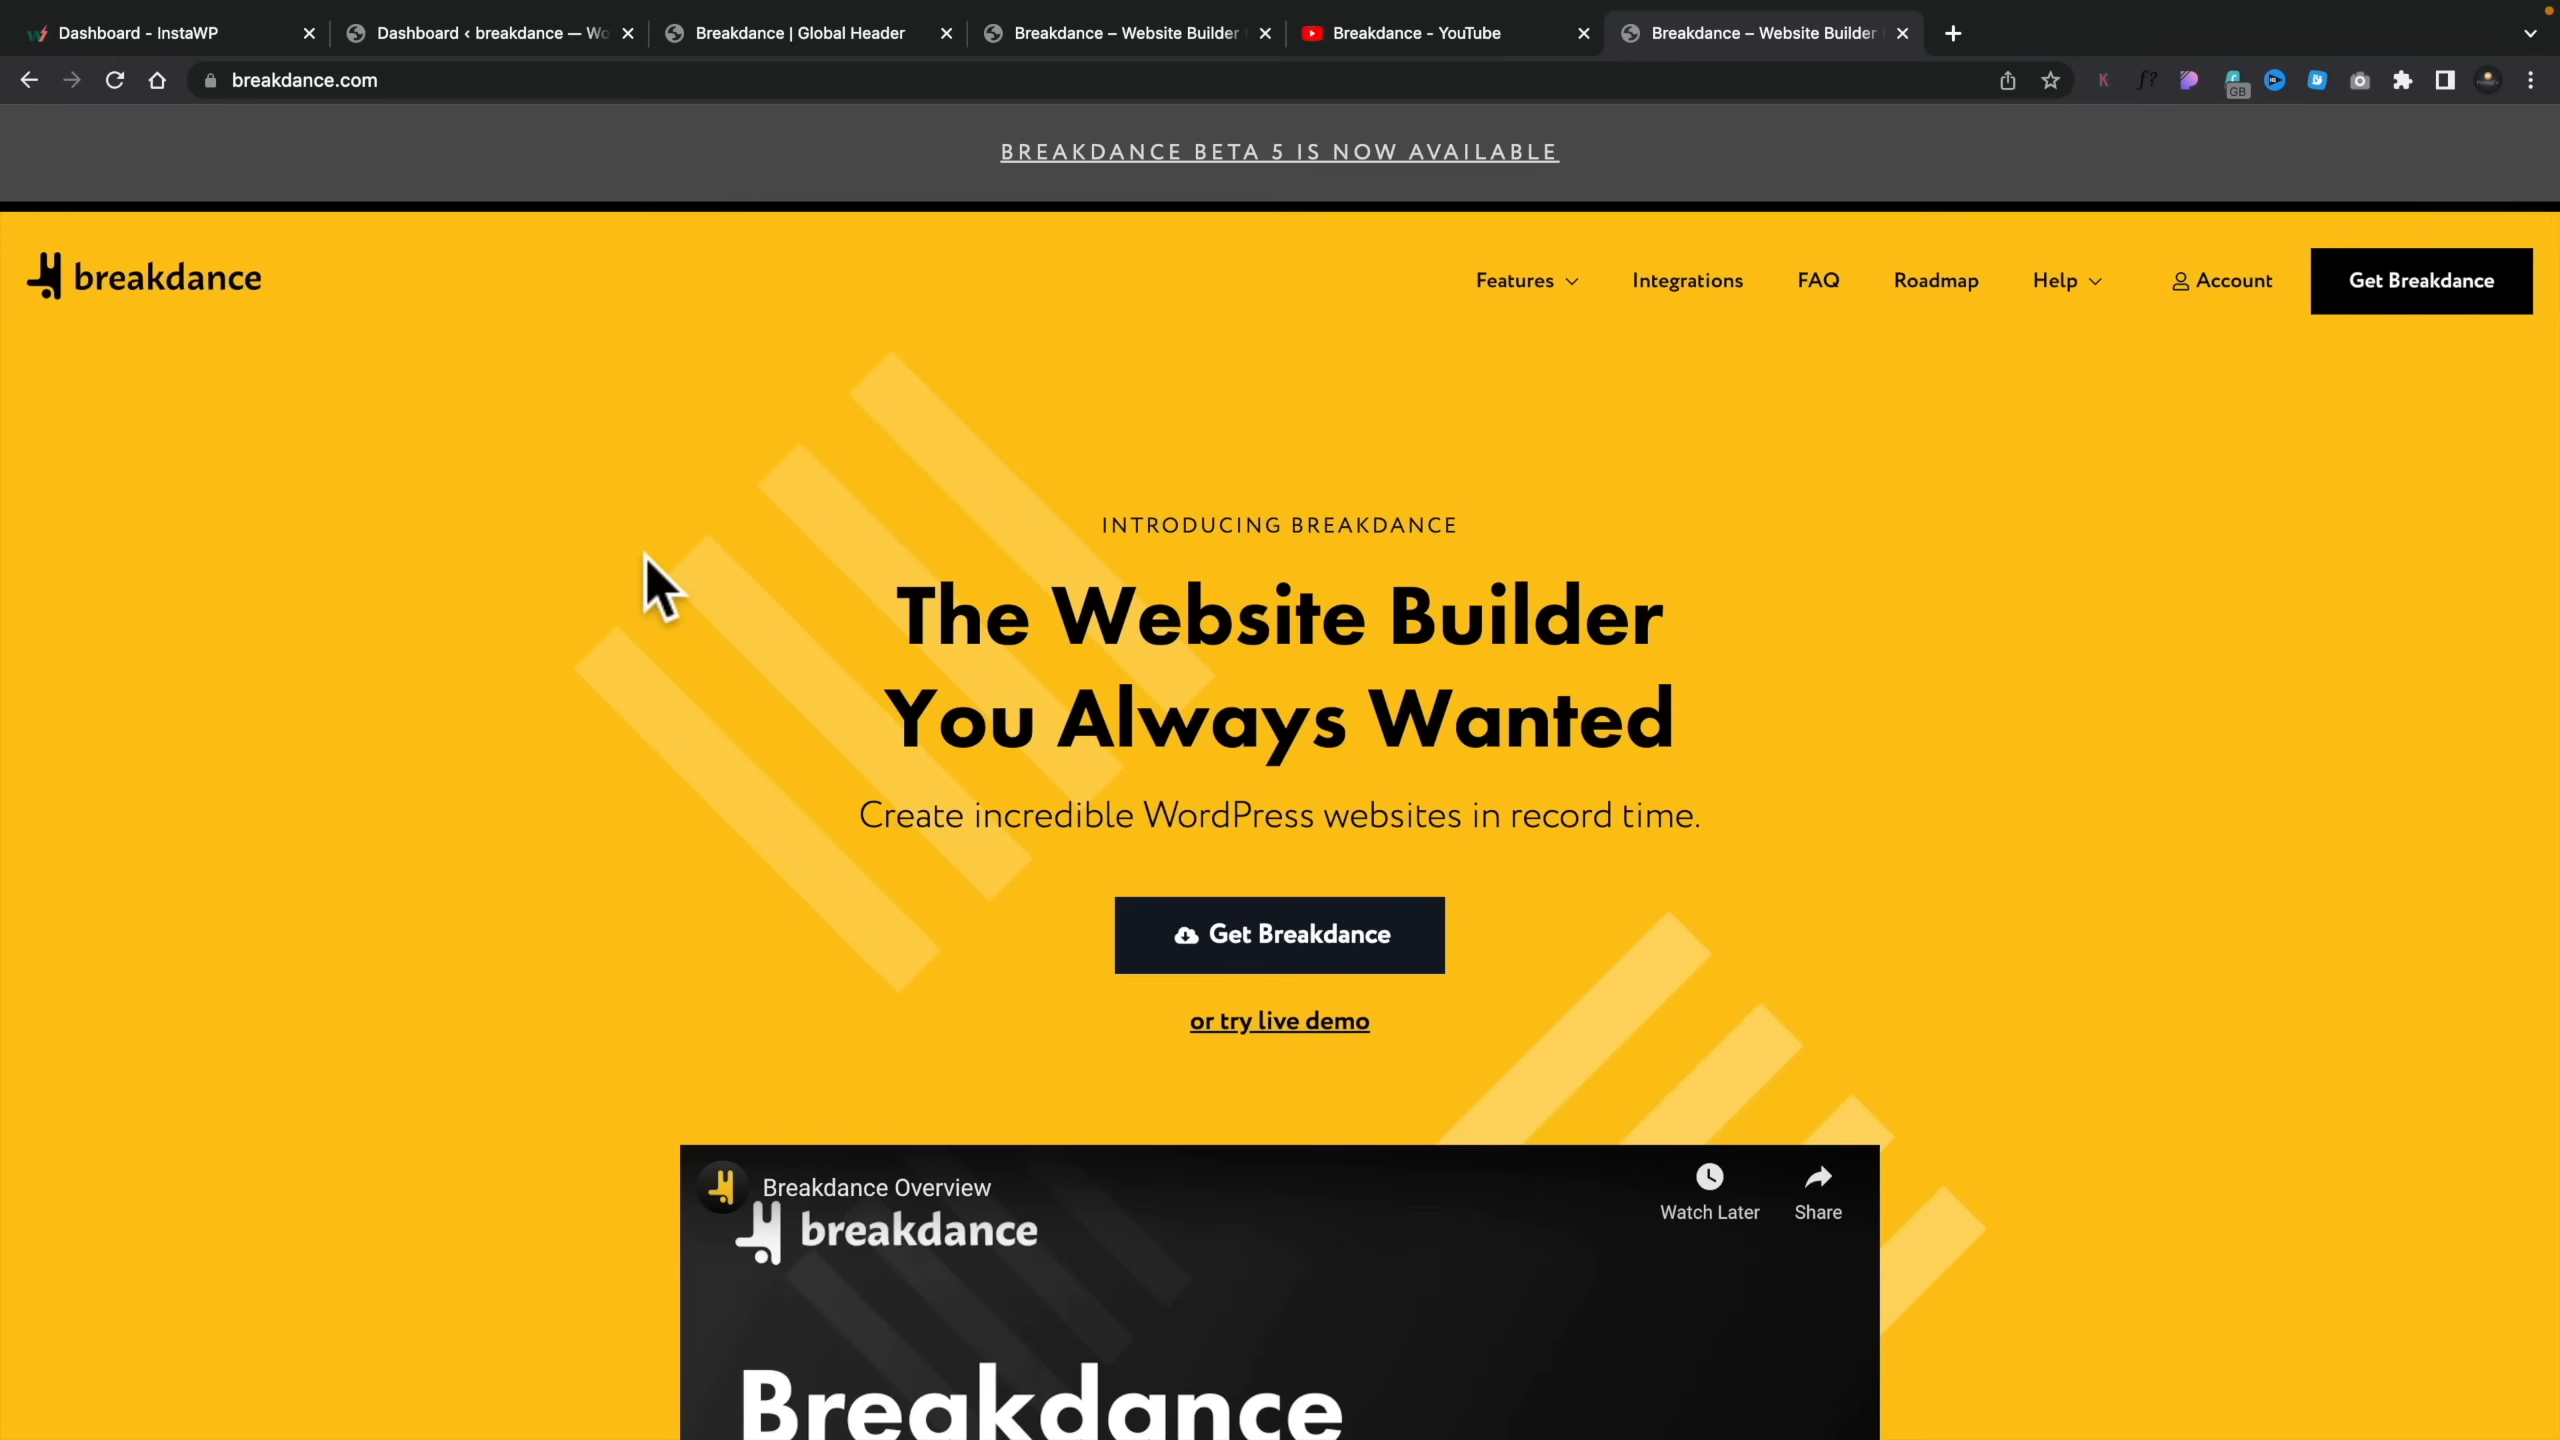 Dashboard - InstaWP
Dashboard ‹ breakdance — Wo
Breakdance | Global Header
Breakdance – Website Builder
Breakdance - YouTube
Breakdance – Website Builder
breakdance.com
K
f?
GB
BREAKDANCE BETA 5 IS NOW AVAILABLE
breakdance
Features
Integrations
FAQ
Roadmap
Help
Account
Get Breakdance
INTRODUCING BREAKDANCE
The Website Builder
You Always Wanted
Create incredible WordPress websites in record time.
Get Breakdance
or try live demo
Breakdance Overview
Watch Later
Share
breakdance
Breakdance